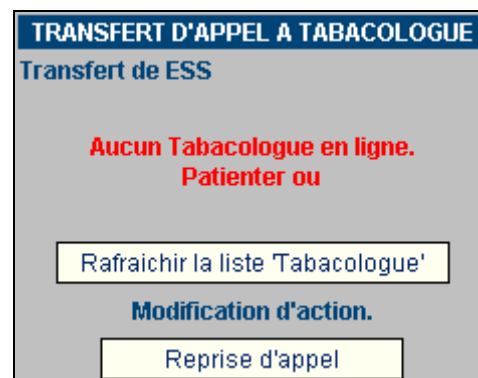 TRANSFERT D'APPEL A TABACOLOGUE
Transfert de ESS
Aucun Tabacologue en ligne.
Patienter ou
Rafraichir la liste 'Tabacologue'
Modification d'action.
Reprise d'appel